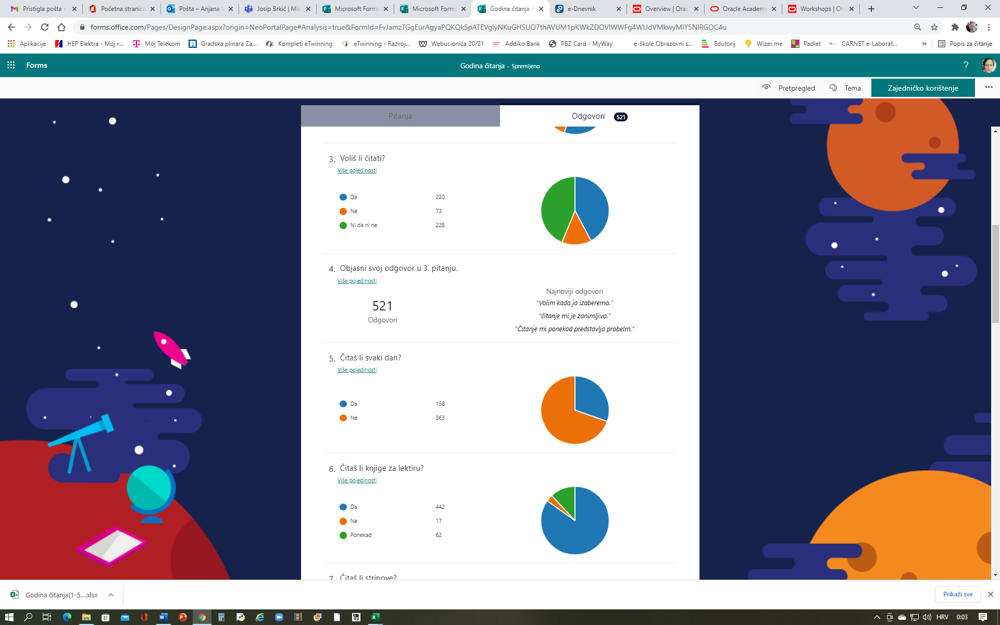 Pristigla pošta -
Početna stranica
Pošta – Arijana
Josip Brkić | Mic
Microsoft Forms
Microsoft Forms
Godina čitanja (
e-Dnevnik
Overview | Orac
Oracle Academy
Workshops | Or
forms.office.com/Pages/DesignPage.aspx?origin=NeoPortalPage#Analysis=true&FormId=FvJamzTGgEurAgyaPQKQkSpATEVglyNKuGHSUO7thAVUM1pKWkZDOVlWWFg4WUdVMkwyMlY5NlRGOC4u
Aplikacije
HEP Elektra - Moj r...
Moj Telekom
Gradska plinara Za...
Kompleti eTwinning
eTwinning - Razvoj...
Webucionica 20/21
Addiko Bank
PBZ Card - MyWay
e-škole Obrazovni s...
Edutorij
Wizer.me
Padlet
CARNET e-Laborat...
»
Popis za čitanje
Forms
Godina čitanja - Spremljeno
?
Pretpregled
Tema
Zajedničko korištenje
Pitanja
Odgovori 521
3. Voliš li čitati?
Više pojedinosti
Da 220
Ne 73
Ni da ni ne 228
4. Objasni svoj odgovor u 3. pitanju.
Više pojedinosti
521
Odgovori
Najnoviji odgovori
"Volim kada ja izaberemo."
"čitanje mi je zanimljivo."
"Čitanje mi ponekad predstavlja probelm."
5. Čitaš li svaki dan?
Više pojedinosti
Da 158
Ne 363
6. Čitaš li knjige za lektiru?
Više pojedinosti
Da 442
Ne 17
Ponekad 62
7. Čitaš li stripove?
Godina čitanja(1-5....xlsx
Prikaži sve
HRV
0:03